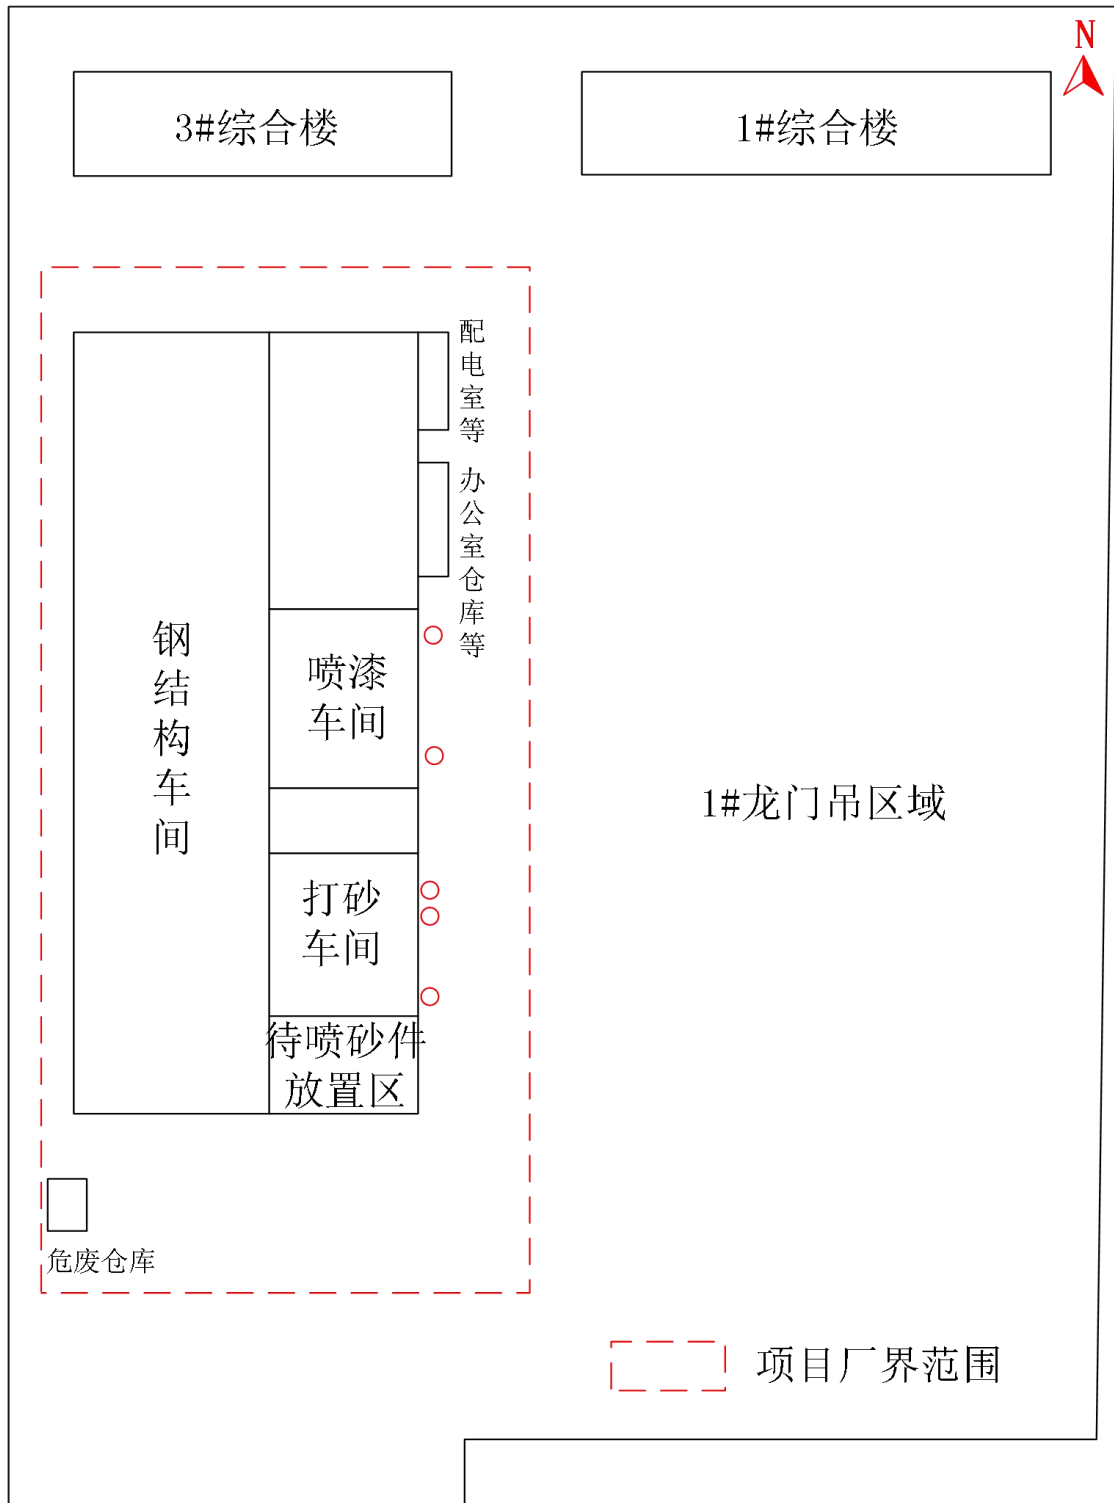 N
3#综合楼
1#综合楼
配电室等
办公室仓库等
钢结构车间
喷漆
车间
1#龙门吊区域
打砂
车间
待喷砂件
放置区
危废仓库
项目厂界范围